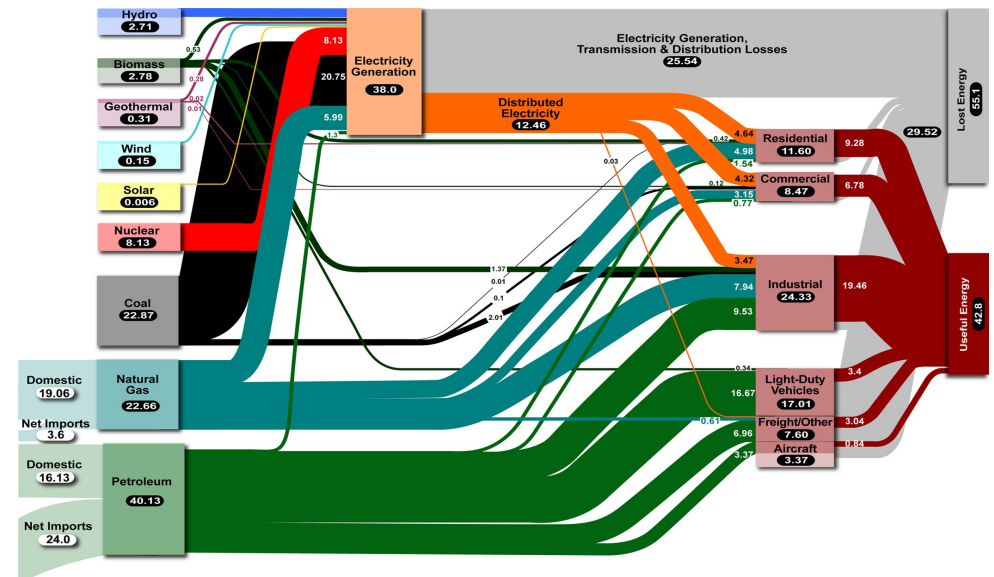 Hydro
2.71
Biomass
2.78
Geothermal
0.31
Wind
0.15
Solar
0.006
Nuclear
8.13
Coal
22.87
Domestic
19.06
Net Imports
3.6
Natural
Gas
22.66
Domestic
16.13
Net Imports
24.0
Petroleum
40.13
0.53
0.28
0.02
0.01
8.13
20.75
5.99
1.3
Electricity
Generation
38.0
Electricity Generation,
Transmission & Distribution Losses
25.54
Distributed
Electricity
12.46
0.03
1.37
0.01
0.1
2.01
0.42
4.64
4.98
1.54
Residential
11.60
0.12
4.32
3.15
0.77
Commercial
8.47
3.47
7.94
9.53
Industrial
24.33
0.34
16.67
Light-Duty
Vehicles
17.01
0.61
6.96
Freight/Other
7.60
3.37
Aircraft
3.37
9.28
6.78
19.46
3.4
3.04
0.84
29.52
Lost Energy
55.1
Useful Energy
42.8